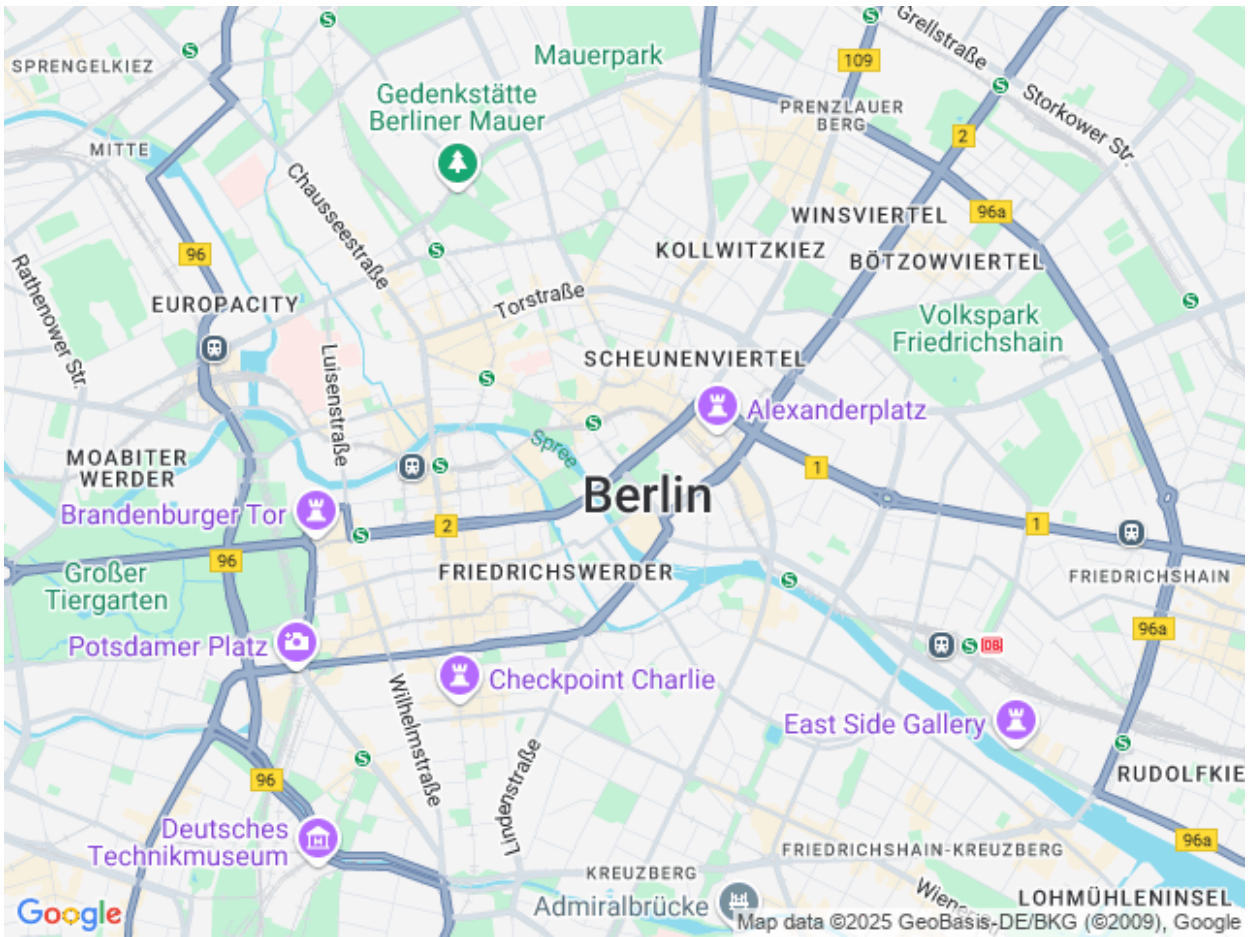 Grellstraße
Mauerpark
SPRENGELKIEZ
109
Gedenkstätte
Berliner Mauer
PRENZLAUER
BERG
Storkower Str.
2
MITTE
Chausseestraße
WINSVIERTEL
96a
96
KOLLWITZKIEZ
BÖTZOWVIERTEL
Rathenower Str.
EUROPACITY
Torstraße
Volkspark
Friedrichshain
Luisenstraße
SCHEUNENVIERTEL
Alexanderplatz
Spree
MOABITER
WERDER
1
Berlin
Brandenburger Tor
2
1
96
Großer
Tiergarten
FRIEDRICHSWERDER
FRIEDRICHSHAIN
96a
Potsdamer Platz
DB
Checkpoint Charlie
Wilhelmstraße
East Side Gallery
96
Lindenstraße
RUDOLFKIE
Deutsches
Technikmuseum
96a
FRIEDRICHSHAIN-KREUZBERG
KREUZBERG
LOHMÜHLENINSEL
Admiralbrücke
Google
Map data ©2025 GeoBasis-DE/BKG (©2009), Google